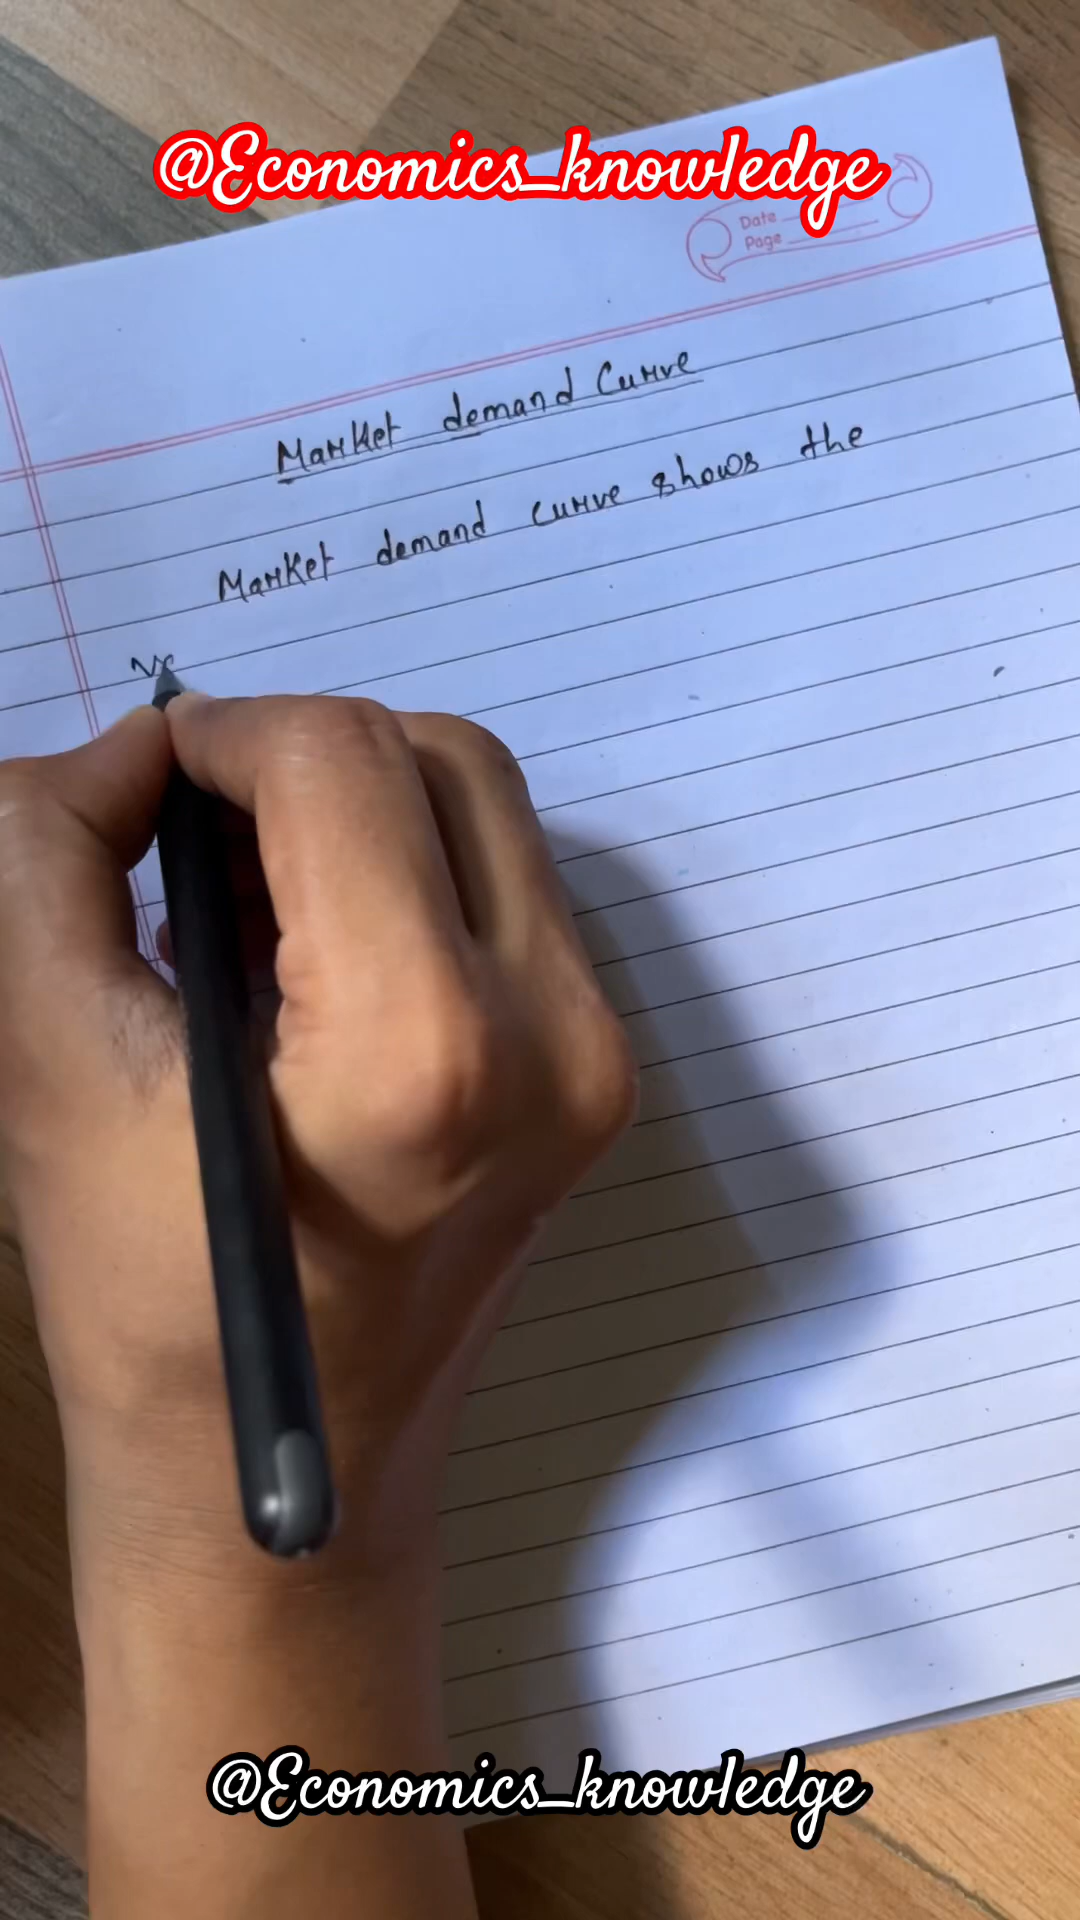 @Economics_knowledge
Date
Page
Market demand Curve
Market demand curve shows the
@Economics_knowledge